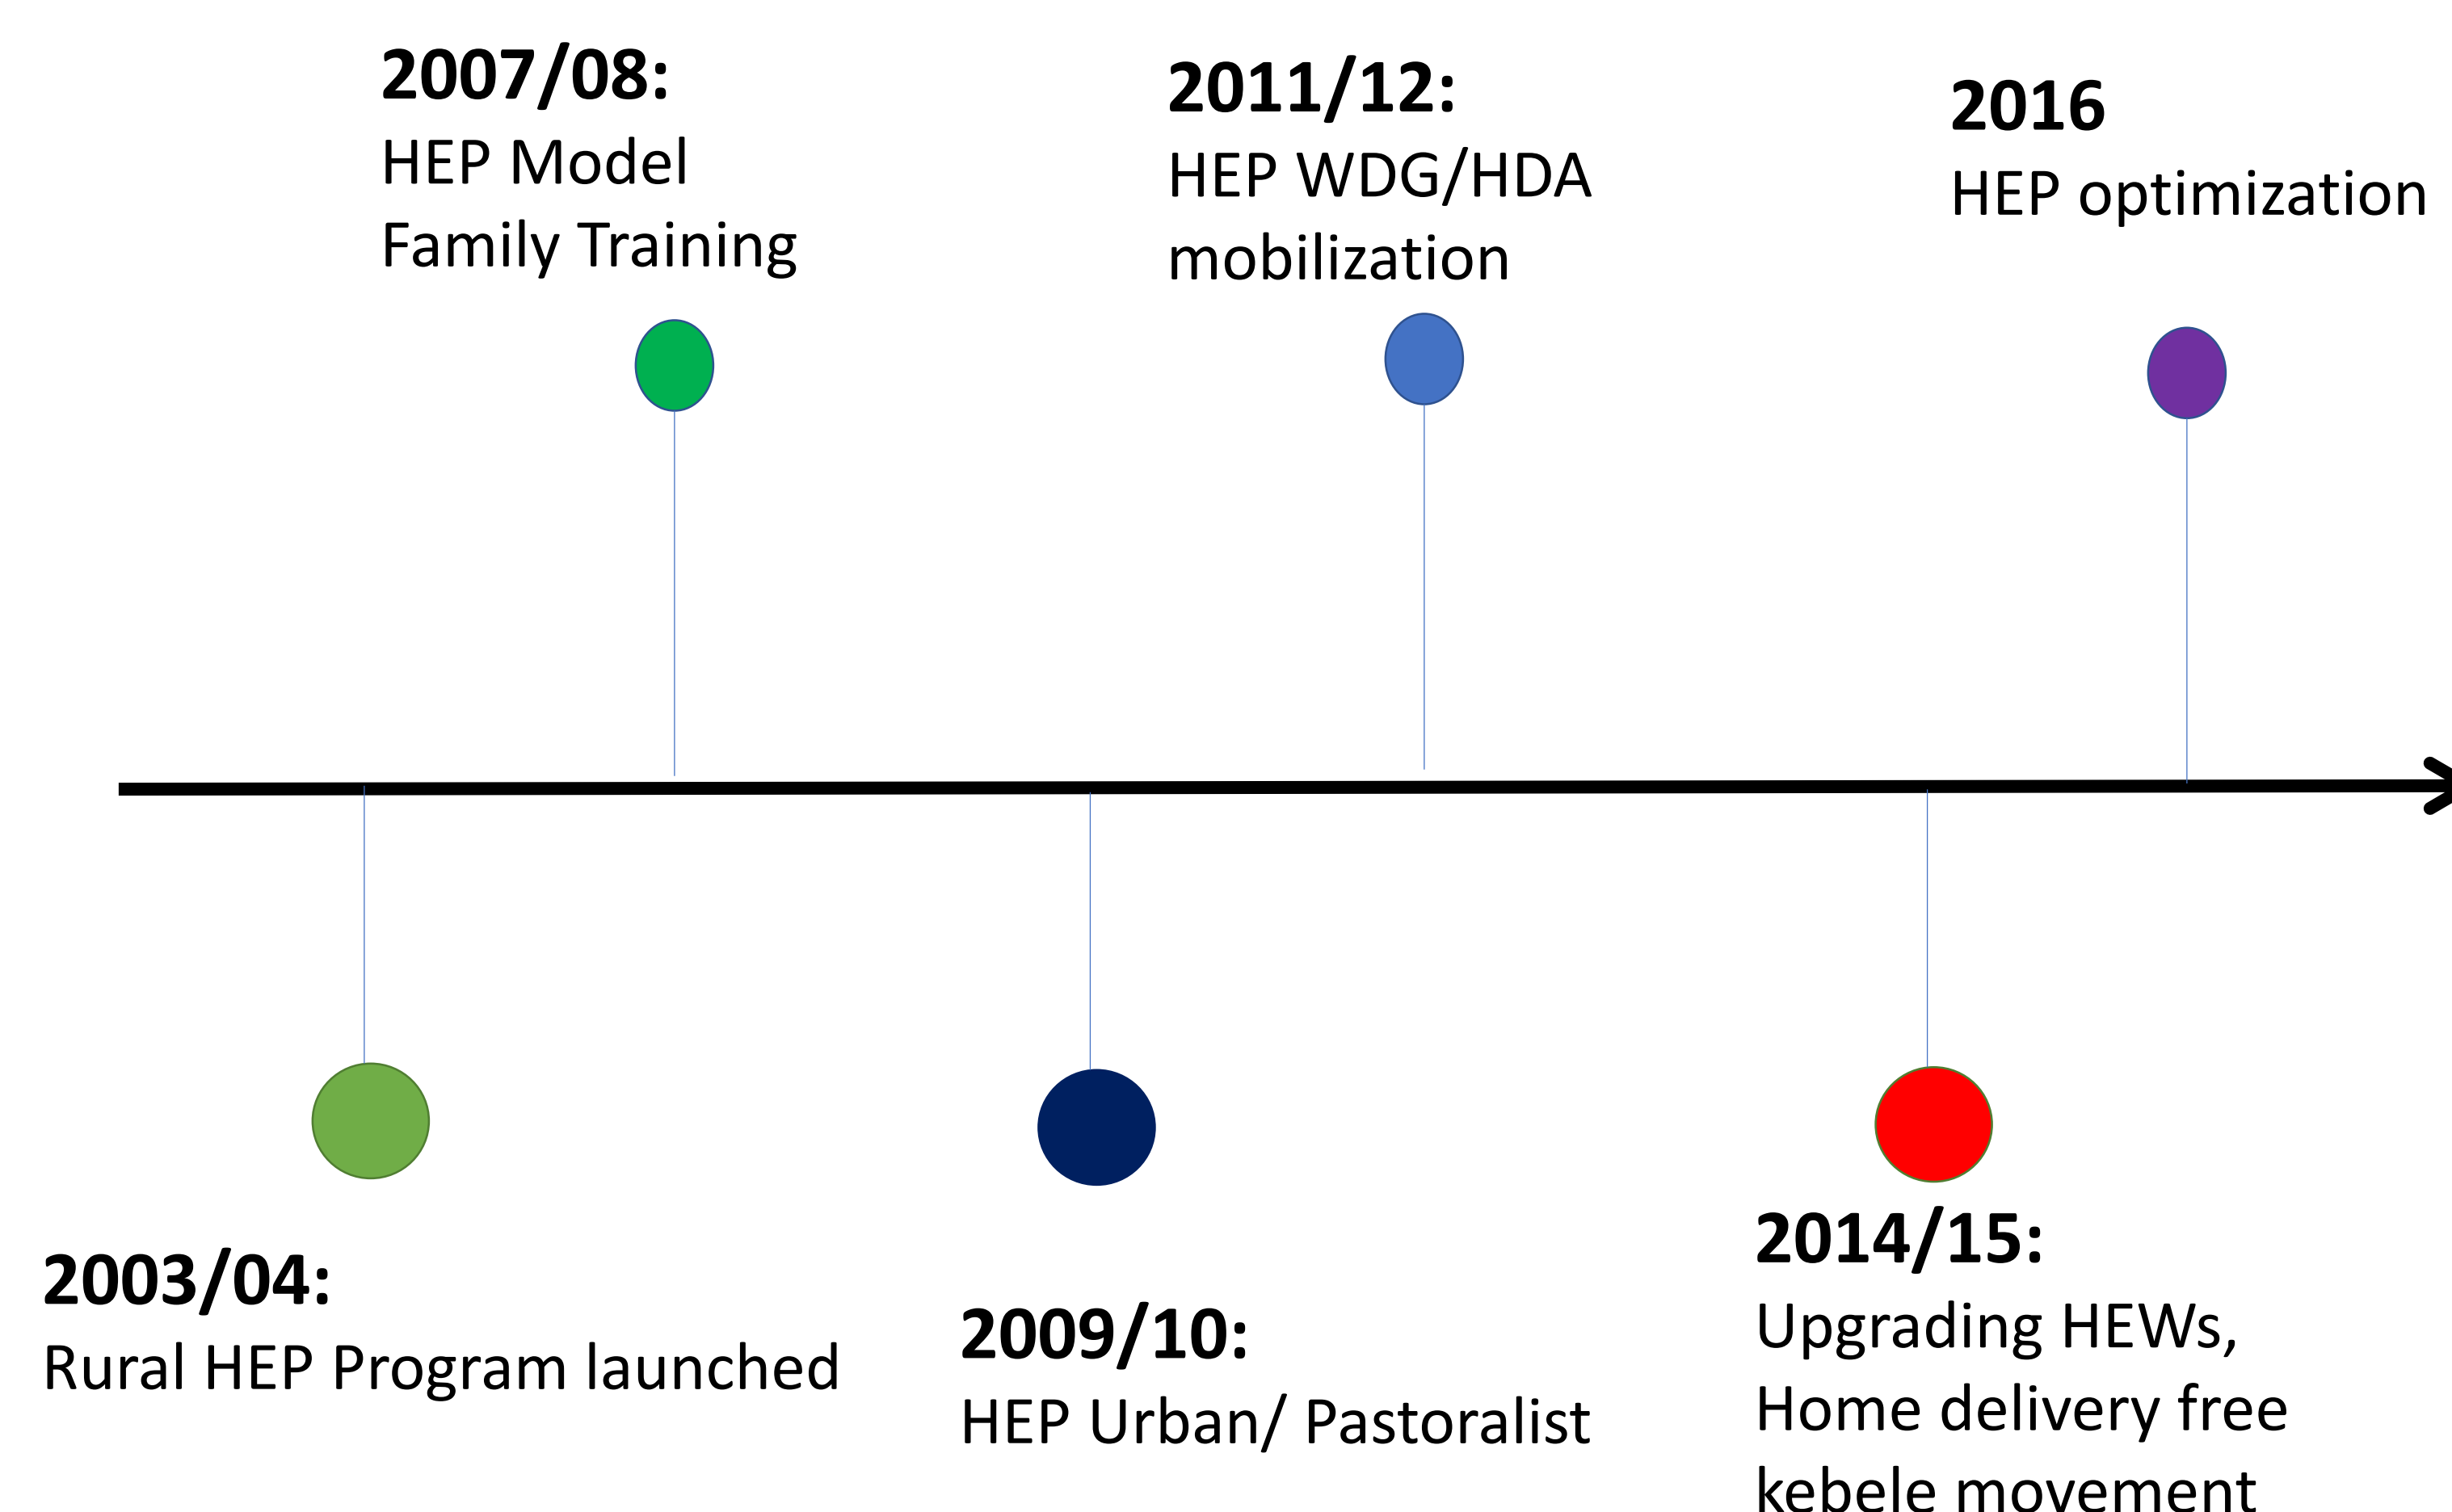 2007/08:
HEP Model
Family Training
2011/12:
HEP WDG/HDA
mobilization
2016
HEP optimization
2003/04:
Rural HEP Program launched
2009/10:
HEP Urban/ Pastoralist
2014/15:
Upgrading HEWs,
Home delivery free
kebele movement